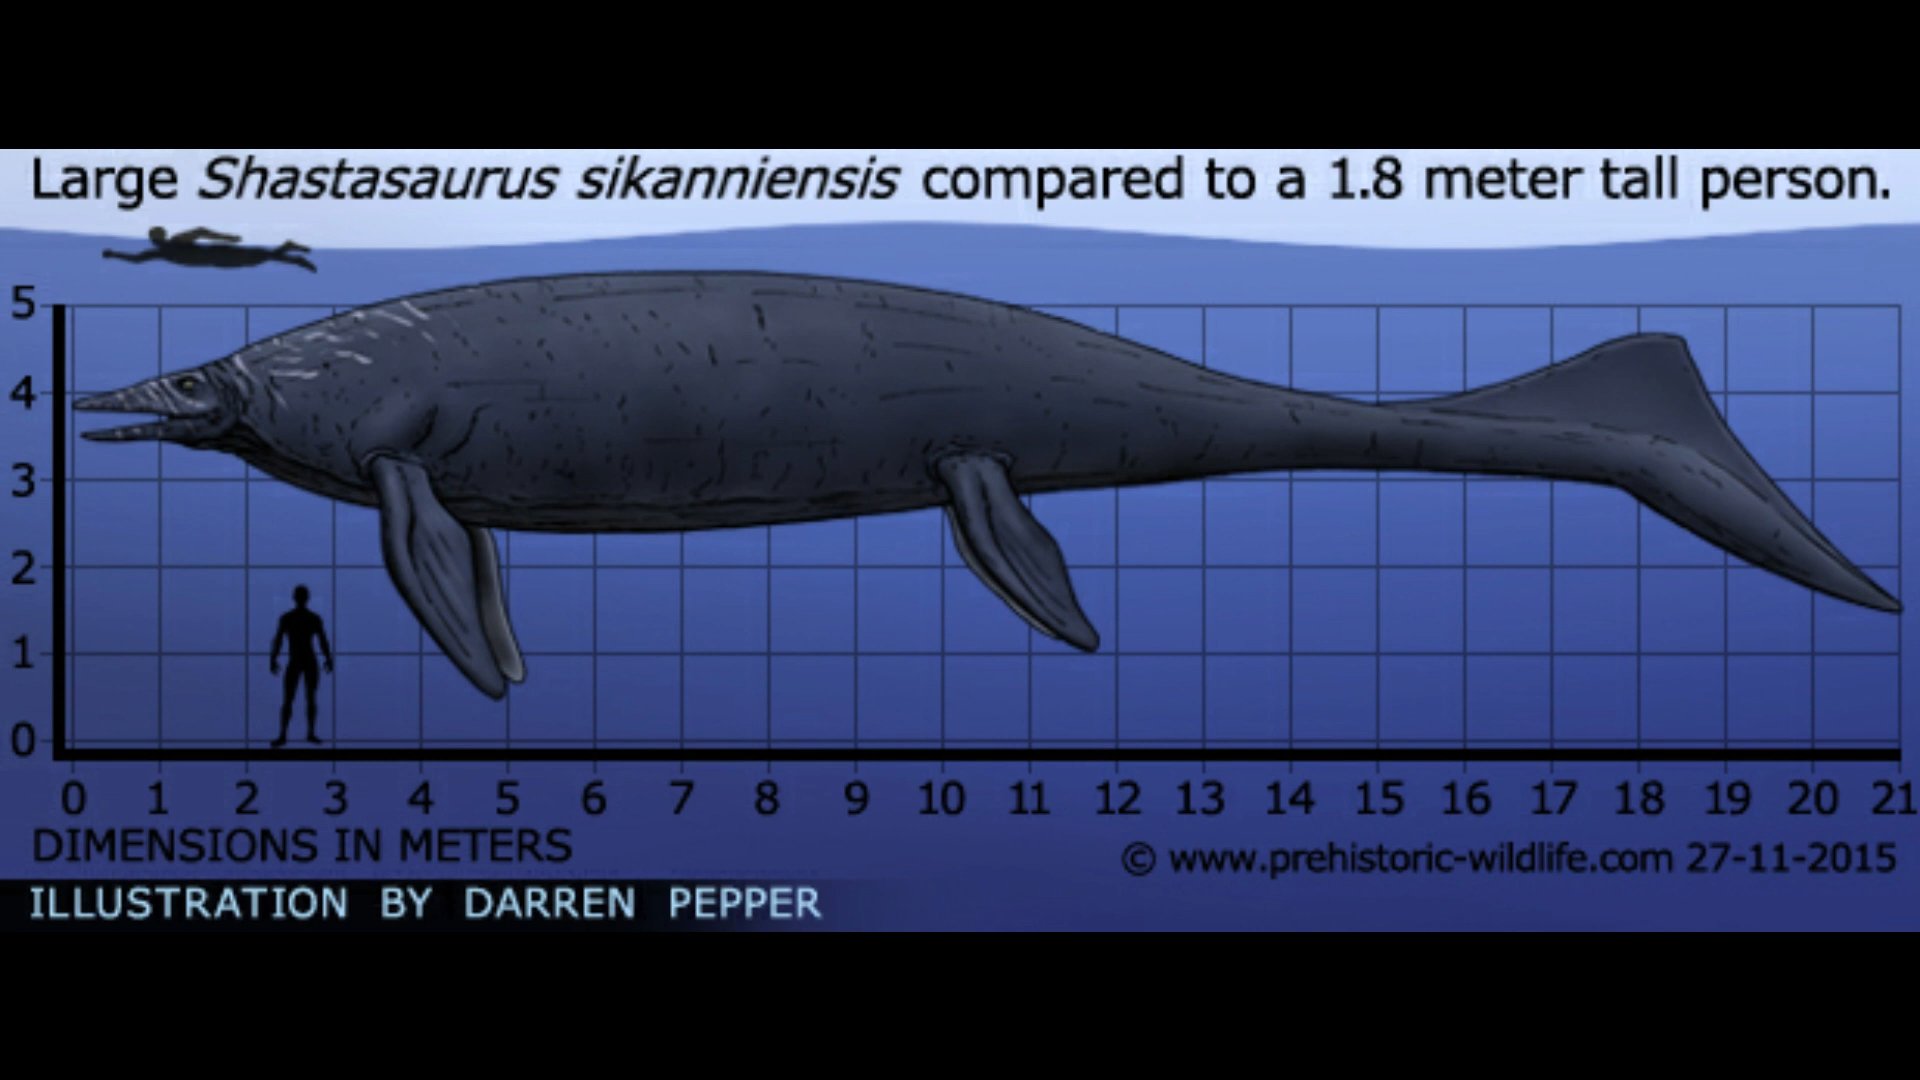 Large Shastasaurus sikanniensis compared to a 1.8 meter tall person.
5
4
3
2
1
0
0 1 2 3 4 5 6 7 8 9 10 11 12 13 14 15 16 17 18 19 20 21
DIMENSIONS IN METERS
© www.prehistoric-wildlife.com 27-11-2015
ILLUSTRATION BY DARREN PEPPER